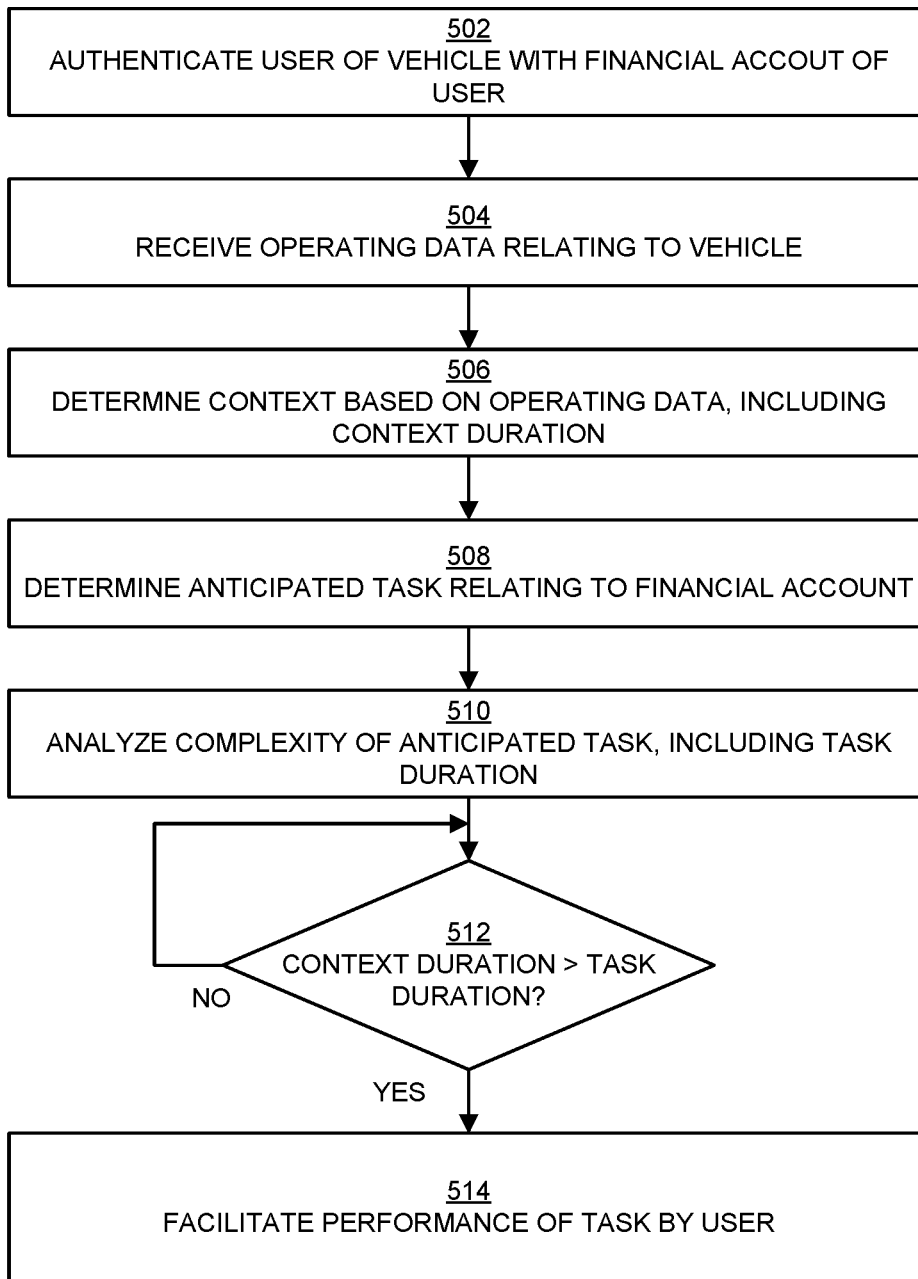 502
AUTHENTICATE USER OF VEHICLE WITH FINANCIAL ACCOUT OF
USER
504
RECEIVE OPERATING DATA RELATING TO VEHICLE
506
DETERMNE CONTEXT BASED ON OPERATING DATA, INCLUDING
CONTEXT DURATION
508
DETERMINE ANTICIPATED TASK RELATING TO FINANCIAL ACCOUNT
510
ANALYZE COMPLEXITY OF ANTICIPATED TASK, INCLUDING TASK
DURATION
512
CONTEXT DURATION > TASK
DURATION?
NO
YES
514
FACILITATE PERFORMANCE OF TASK BY USER